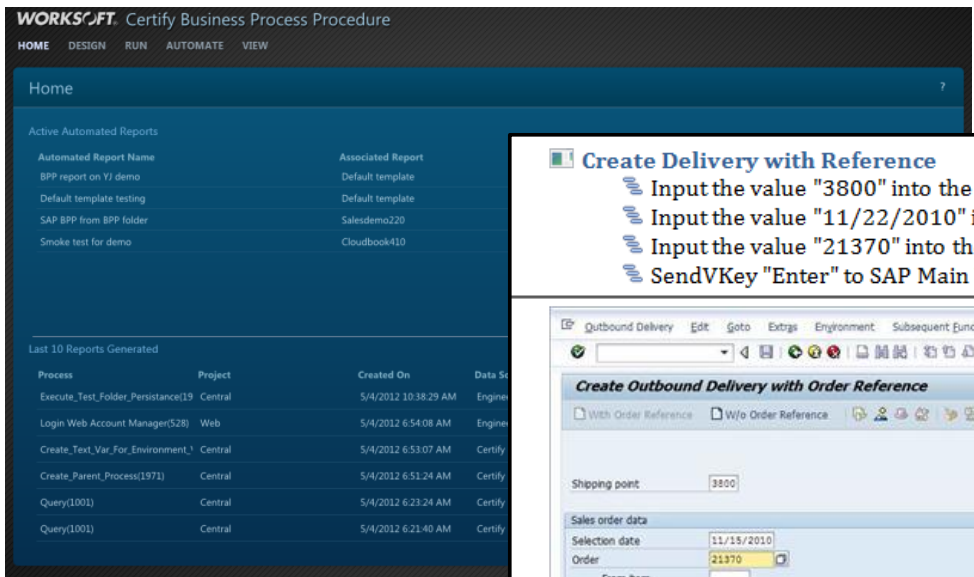 WORKSOFT. Certify Business Process Procedure
HOME DESIGN RUN AUTOMATE VIEW
Home ?
Active Automated Reports
Automated Report Name Associated Report
BPP report on YJ demo Default template
Default template testing Default template
SAP BPP from BPP folder Salesdemo220
Smoke test for demo Cloudbook410
Last 10 Reports Generated
Process Project Created On Data So
Execute_Test_Folder_Persistance(19 Central 5/4/2012 10:38:29 AM Engine
Login Web Account Manager(528) Web 5/4/2012 6:54:08 AM Engine
Create_Text_Var_For_Environment_ Central 5/4/2012 6:53:07 AM Certify
Create_Parent_Process(1971) Central 5/4/2012 6:51:24 AM Certify
Query(1001) Central 5/4/2012 6:23:24 AM Certify
Query(1001) Central 5/4/2012 6:21:40 AM Certify
Create Delivery with Reference
Input the value "3800" into the
Input the value "11/22/2010" i
Input the value "21370" into th
SendVKey "Enter" to SAP Main
Outbound Delivery Edit Goto Extras Environment Subsequent Func
Create Outbound Delivery with Order Reference
With Order Reference W/o Order Reference
Shipping point 3800
Sales order data
Selection date 11/15/2010
Order 21370
From item